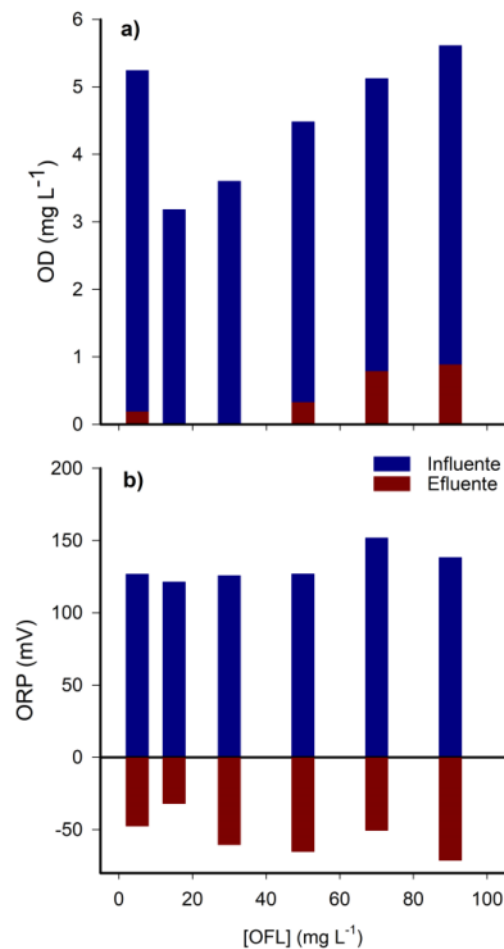 a)
6
5
4
3
2
1
0
OD (mg L⁻¹)
b)
Influente
Efluente
200
150
100
50
0
-50
ORP (mV)
0 20 40 60 80 100
[OFL] (mg L⁻¹)